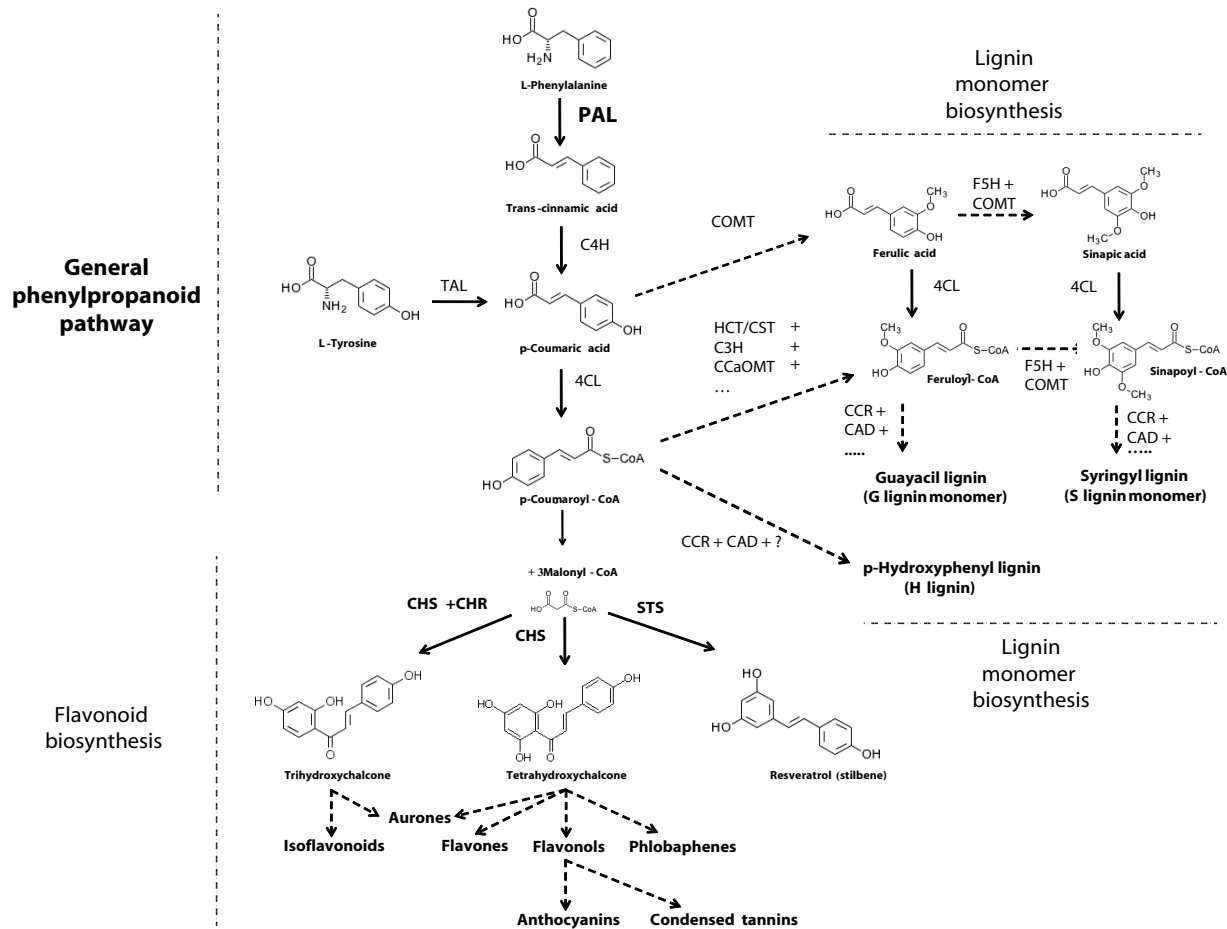 O
HO
H₂N
L-Phenylalanine
PAL
O
HO
Trans-cinnamic acid
C4H
General
phenylpropanoid
pathway
O
HO
NH₂
OH
L-Tyrosine
TAL
O
HO
OH
p-Coumaric acid
4CL
O
S-CoA
HO
p-Coumaroyl-CoA
Lignin
monomer
biosynthesis
COMT
O
HO
O
CH₃
OH
Ferulic acid
F5H +
COMT
O
HO
O
CH₃
OH
O
H₃C
Sinapic acid
4CL
4CL
HCT/CST +
C3H +
CCaOMT +
...
CH₃
O
HO
O
S-CoA
Feruloyl-CoA
F5H +
COMT
CH₃
O
HO
O
CH₃
O
S-CoA
Sinapoyl-CoA
CCR +
CAD +
.....
CCR +
CAD +
.....
Guayacil lignin
(G lignin monomer)
Syringyl lignin
(S lignin monomer)
CCR + CAD + ?
p-Hydroxyphenyl lignin
(H lignin)
Lignin
monomer
biosynthesis
+ 3Malonyl-CoA
O
O
HO
S-CoA
CHS +CHR
CHS
STS
Flavonoid
biosynthesis
HO
OH
OH
O
Trihydroxychalcone
HO
OH
OH
OH
O
Tetrahydroxychalcone
HO
HO
OH
Resveratrol (stilbene)
Aurones
Isoflavonoids
Flavones
Flavonols
Phlobaphenes
Anthocyanins
Condensed tannins